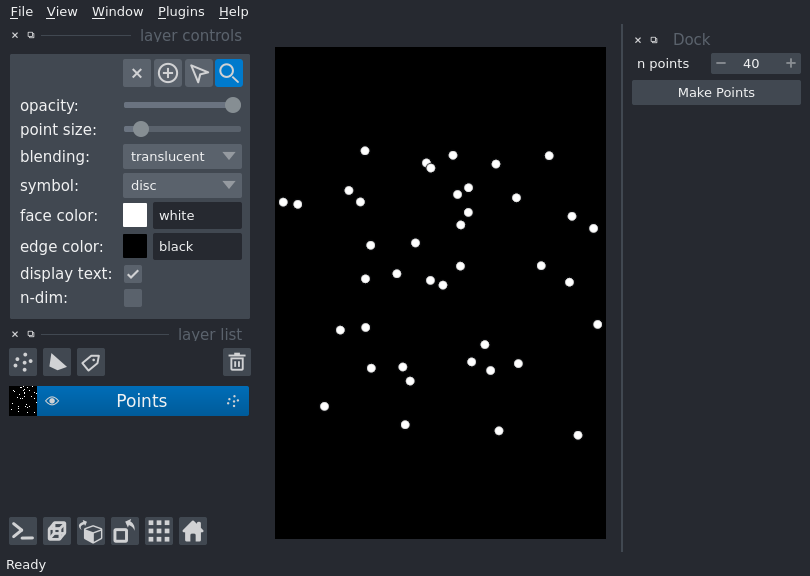 File View Window Plugins Help
layer controls
opacity:
point size:
blending: translucent
symbol: disc
face color: white
edge color: black
display text:
n-dim:
layer list
Points
Ready
Dock
n points 40
Make Points